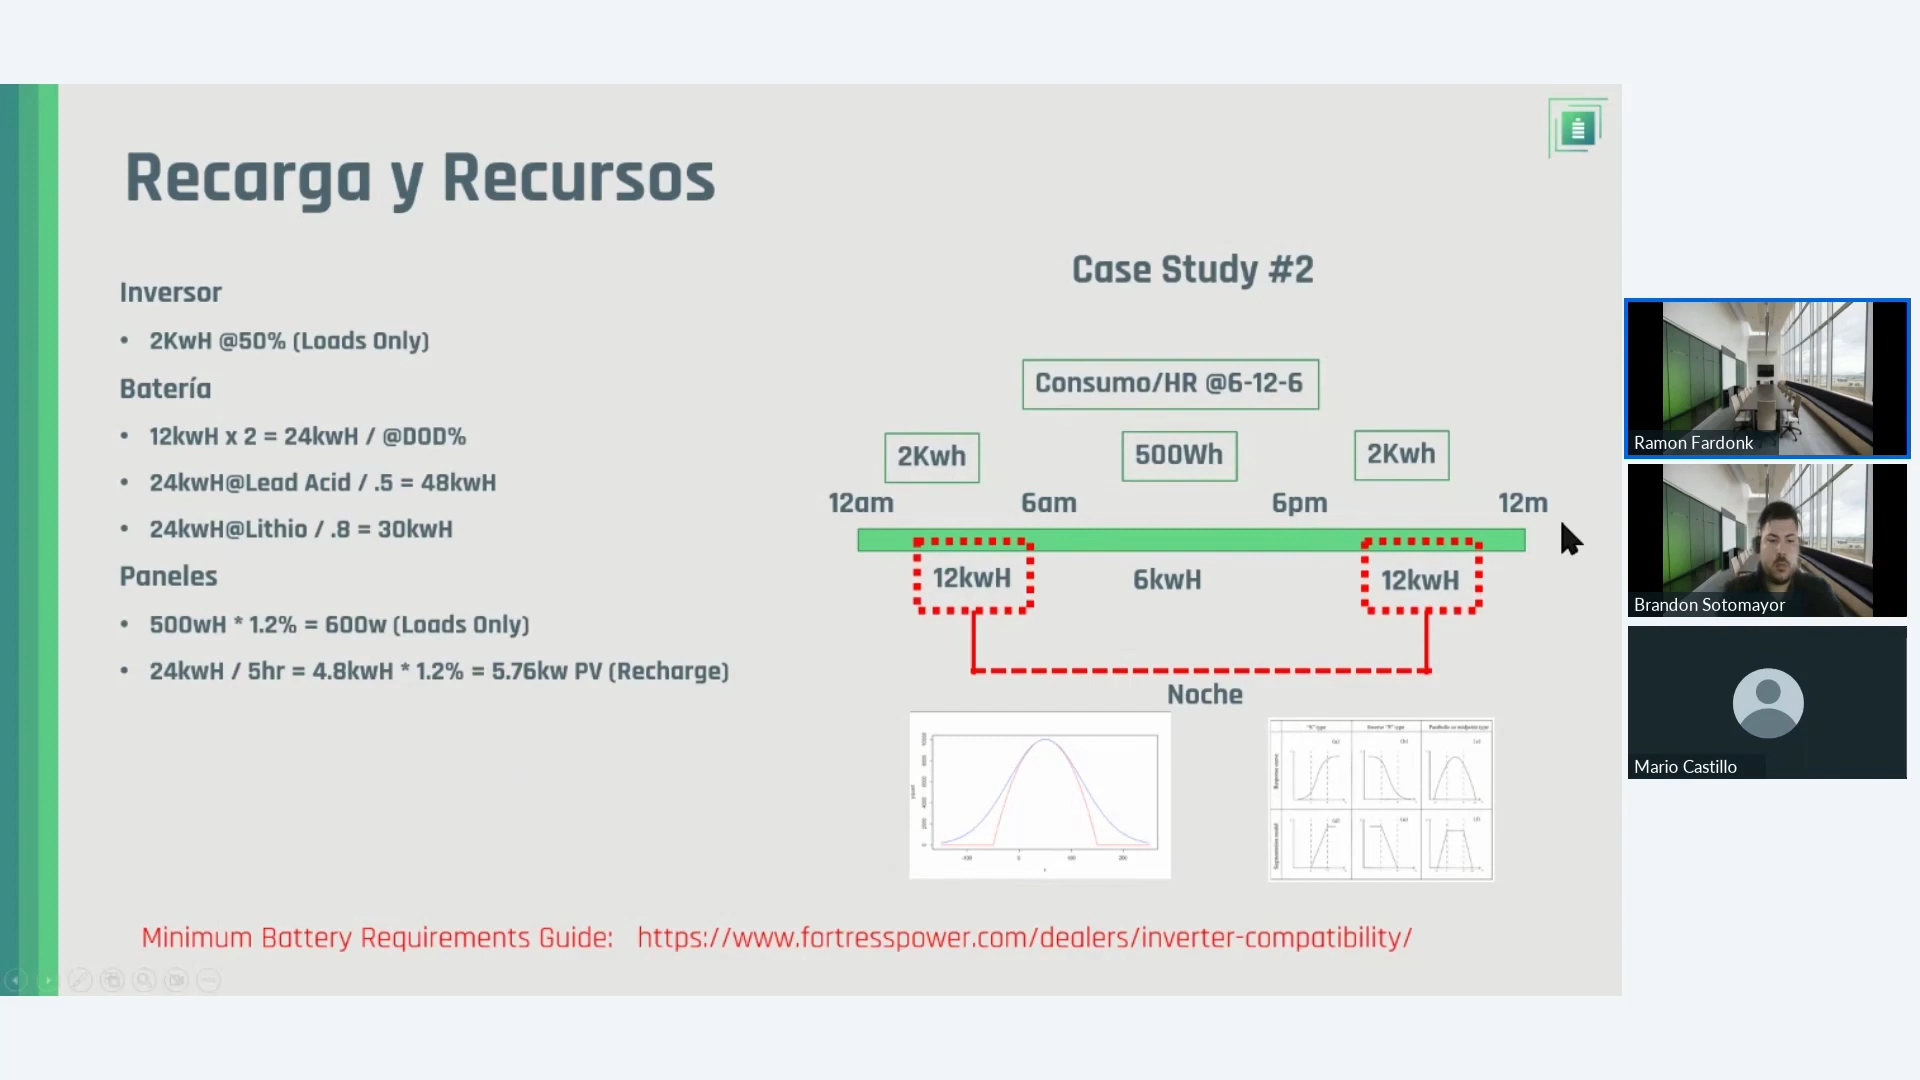 Recarga y Recursos
Inversor
• 2KwH @50% (Loads Only)
Batería
• 12kwH x 2 = 24kwH / @DOD%
• 24kwH@Lead Acid / .5 = 48kwH
• 24kwH@Lithio / .8 = 30kwH
Paneles
• 500wH * 1.2% = 600w (Loads Only)
• 24kwH / 5hr = 4.8kwH * 1.2% = 5.76kw PV (Recharge)
Case Study #2
Consumo/HR @6-12-6
2Kwh 500Wh 2Kwh
12am 6am 6pm 12m
12kwH 6kwH 12kwH
Noche
Minimum Battery Requirements Guide: https://www.fortresspower.com/dealers/inverter-compatibility/
Ramon Fardonk
Brandon Sotomayor
Mario Castillo